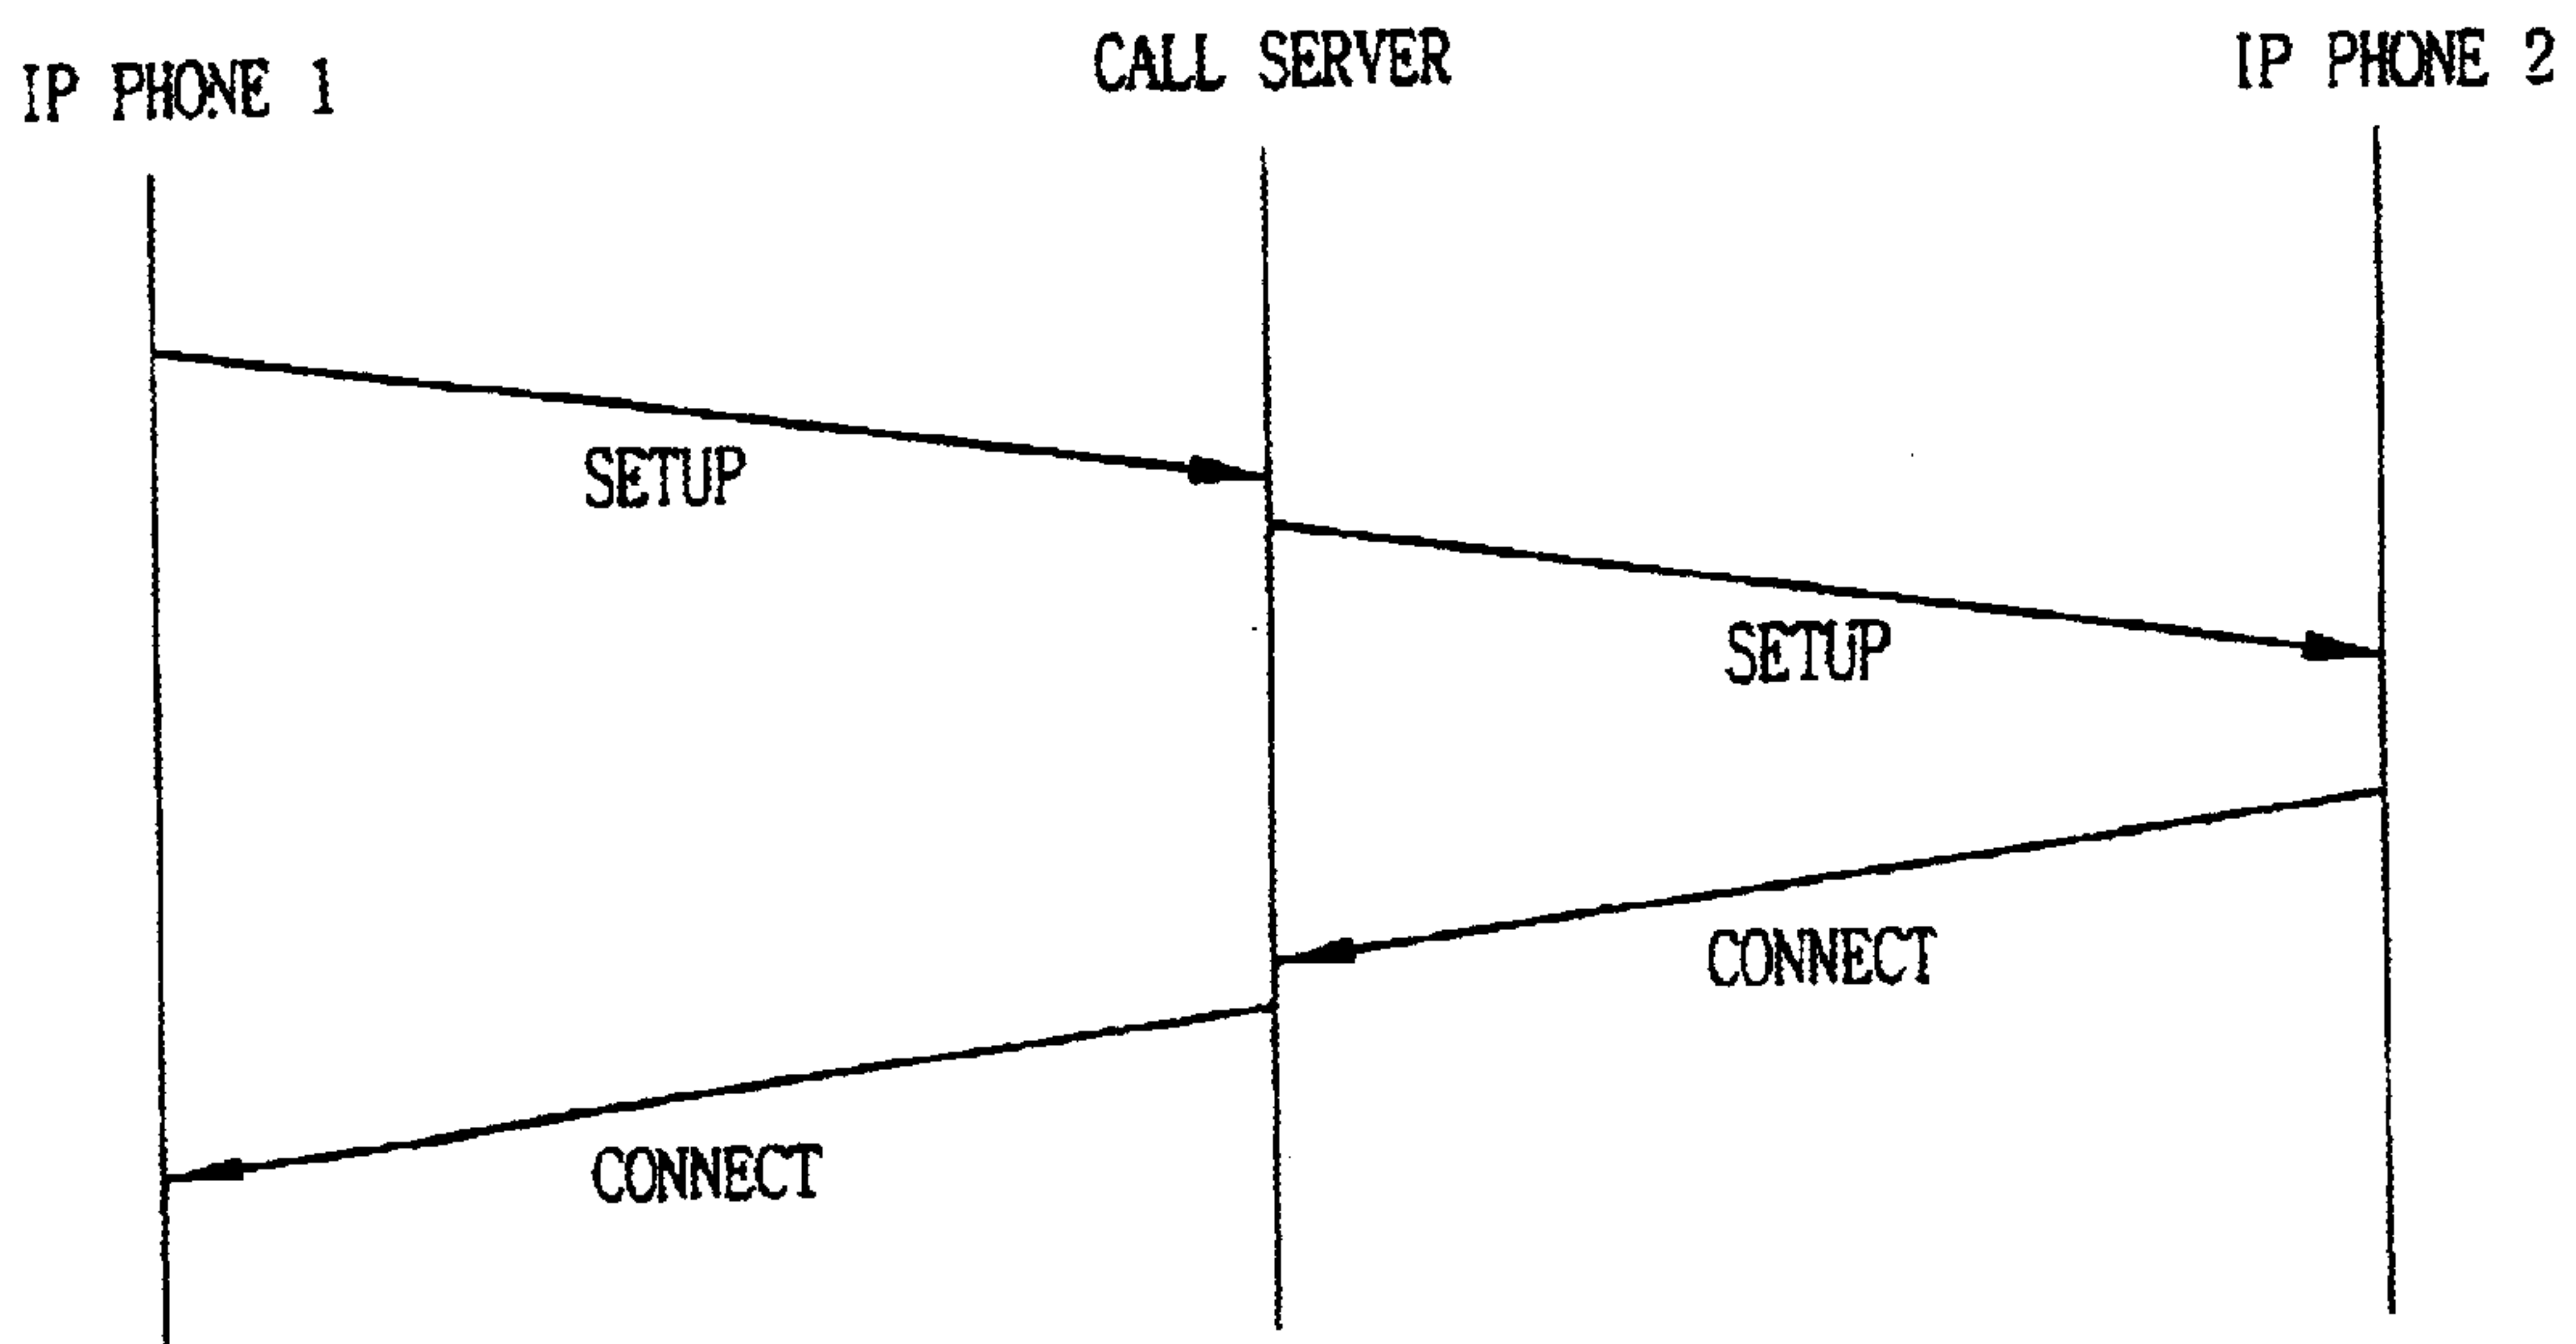 IP PHONE 1
CALL SERVER
IP PHONE 2
SETUP
SETUP
CONNECT
CONNECT